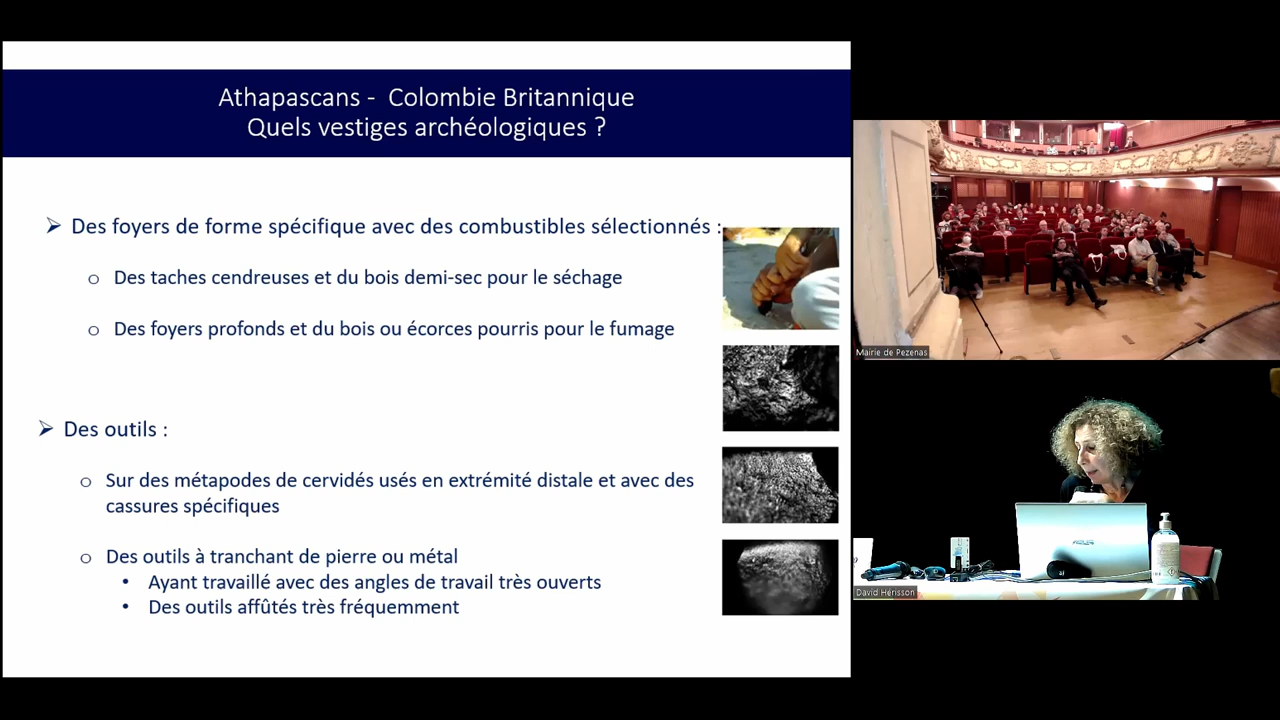 Athapascans - Colombie Britannique
Quels vestiges archéologiques ?
➢ Des foyers de forme spécifique avec des combustibles sélectionnés :
o Des taches cendreuses et du bois demi-sec pour le séchage
o Des foyers profonds et du bois ou écorces pourris pour le fumage
➢ Des outils :
o Sur des métapodes de cervidés usés en extrémité distale et avec des
cassures spécifiques
o Des outils à tranchant de pierre ou métal
• Ayant travaillé avec des angles de travail très ouverts
• Des outils affûtés très fréquemment
Mairie de Pezenas
ASUS
David Hérisson